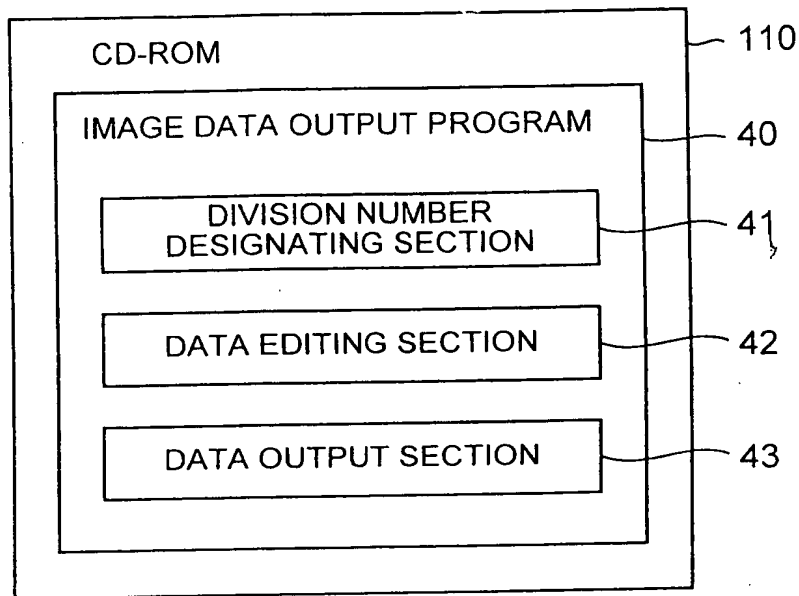 CD-ROM
110
IMAGE DATA OUTPUT PROGRAM
40
DIVISION NUMBER
DESIGNATING SECTION
41
DATA EDITING SECTION
42
DATA OUTPUT SECTION
43